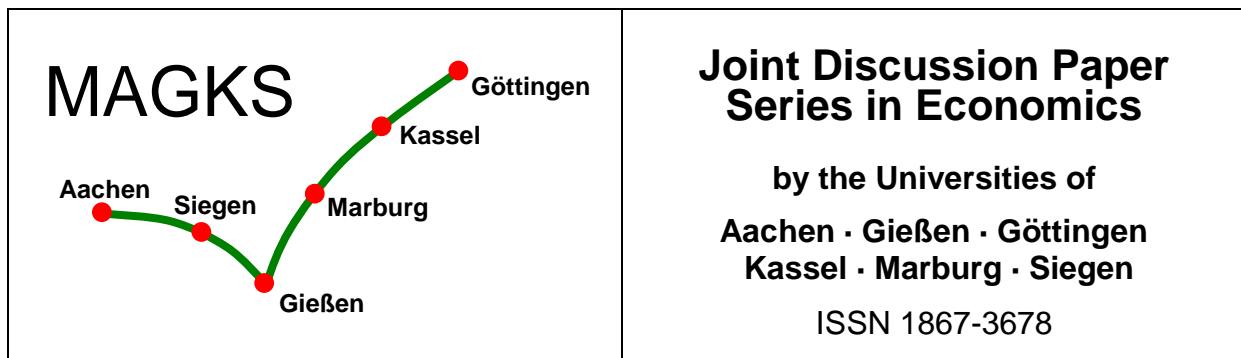 MAGKS
Göttingen
Kassel
Aachen
Siegen
Marburg
Gießen
Joint Discussion Paper
Series in Economics
by the Universities of
Aachen · Gießen · Göttingen
Kassel · Marburg · Siegen
ISSN 1867-3678